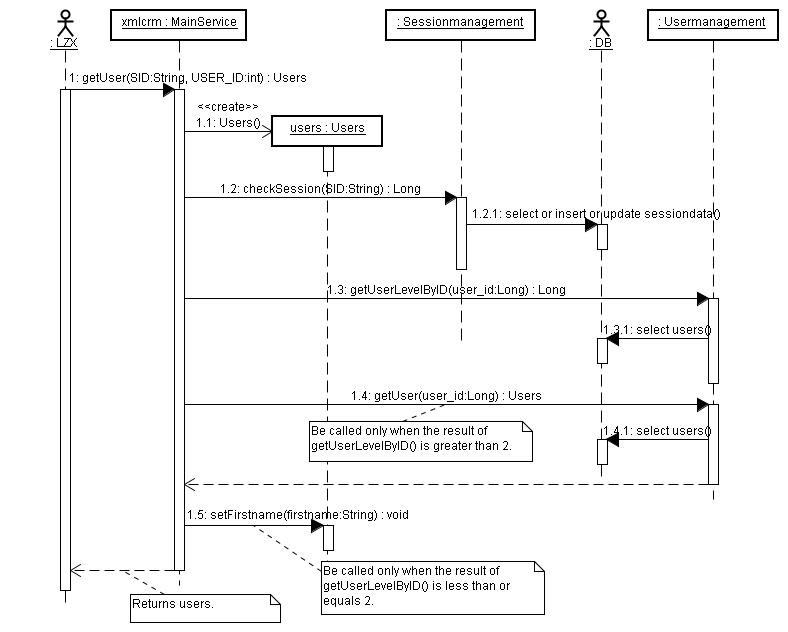 xmlcrm : MainService
: Sessionmanagement
: Usermanagement
: LZX
: DB
1: getUser(SID:String, USER_ID:int) : Users
<<create>>
1.1: Users()
users : Users
1.2: checkSession(SID:String) : Long
1.2.1: select or insert or update sessiondata()
1.3: getUserLevelByID(user_id:Long) : Long
1.3.1: select users()
1.4: getUser(user_id:Long) : Users
Be called only when the result of
getUserLevelByID() is greater than 2.
1.4.1: select users()
1.5: setFirstname(firstname:String) : void
Be called only when the result of
getUserLevelByID() is less than or
equals 2.
Returns users.